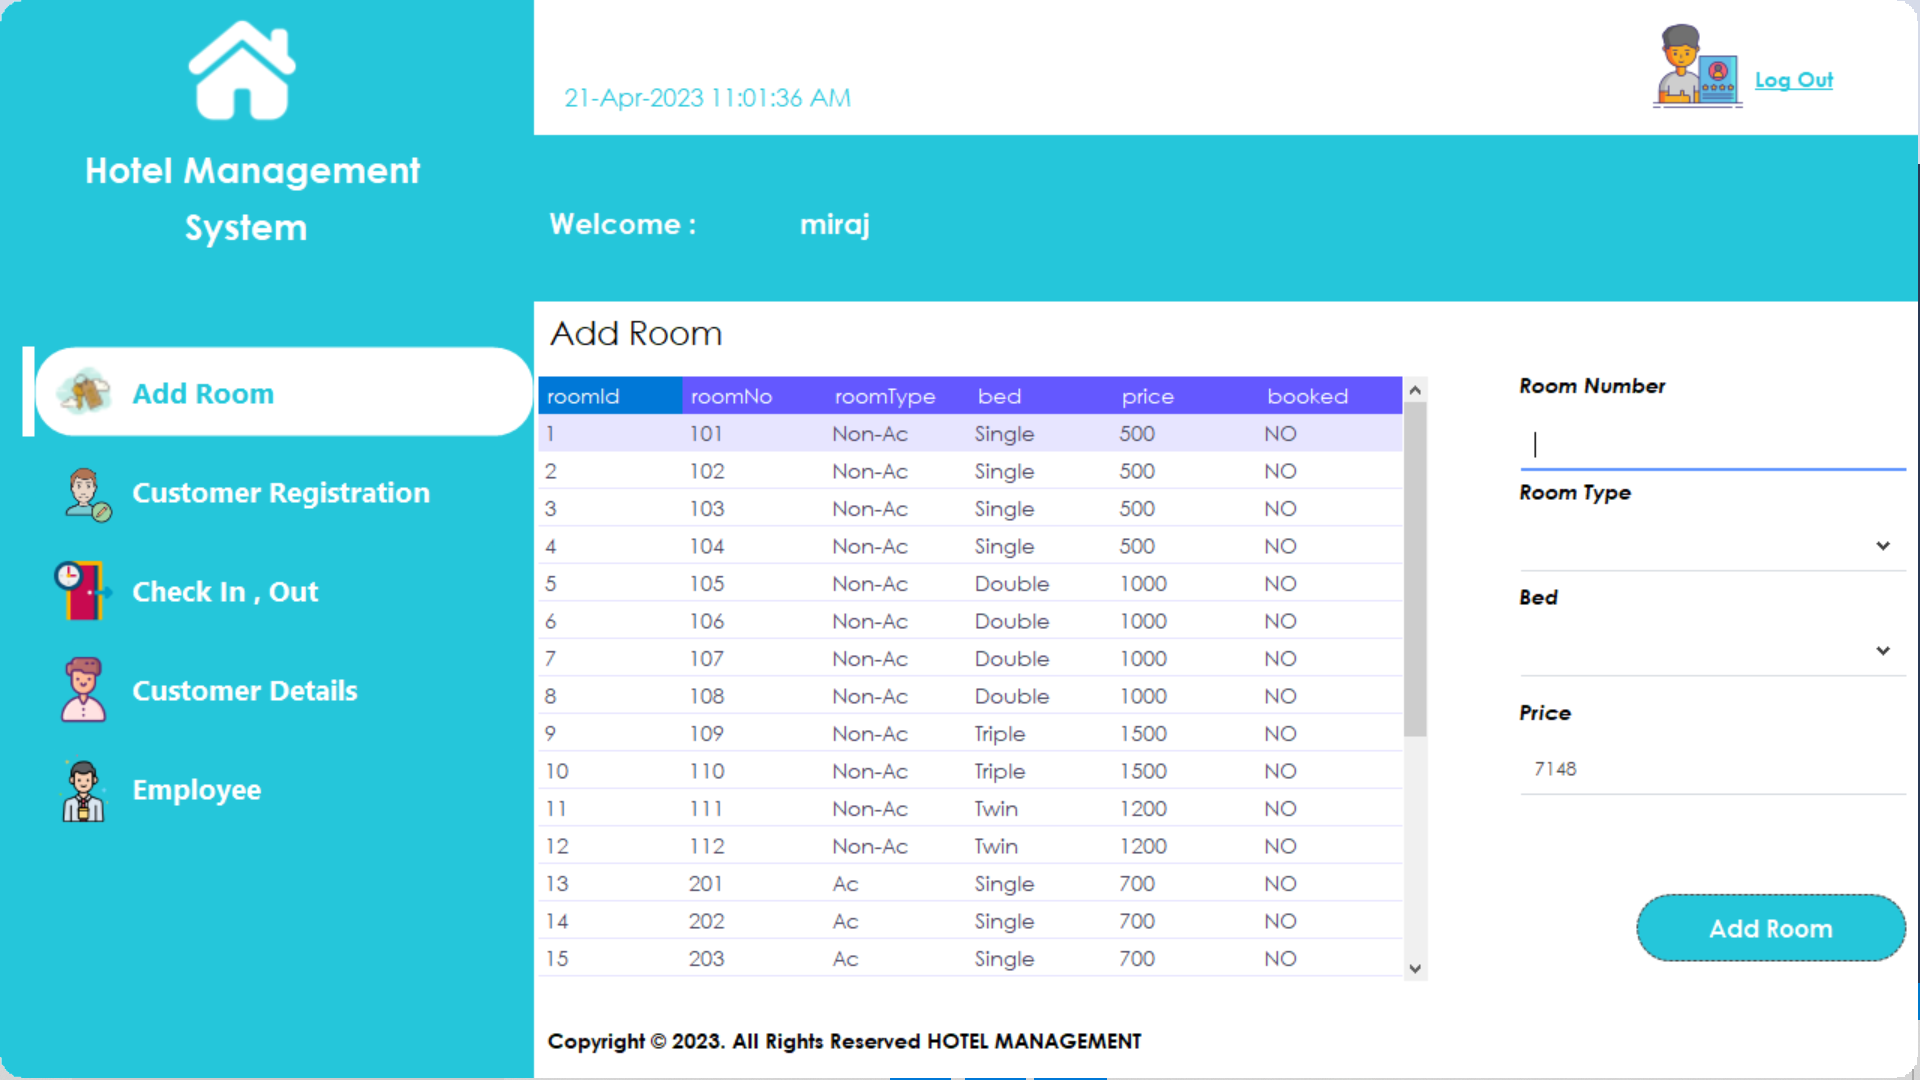 Hotel Management
System
21-Apr-2023 11:01:36 AM
Log Out
Welcome : miraj
Add Room
Customer Registration
Check In , Out
Customer Details
Employee
Add Room
roomId roomNo roomType bed price booked
1 101 Non-Ac Single 500 NO
2 102 Non-Ac Single 500 NO
3 103 Non-Ac Single 500 NO
4 104 Non-Ac Single 500 NO
5 105 Non-Ac Double 1000 NO
6 106 Non-Ac Double 1000 NO
7 107 Non-Ac Double 1000 NO
8 108 Non-Ac Double 1000 NO
9 109 Non-Ac Triple 1500 NO
10 110 Non-Ac Triple 1500 NO
11 111 Non-Ac Twin 1200 NO
12 112 Non-Ac Twin 1200 NO
13 201 Ac Single 700 NO
14 202 Ac Single 700 NO
15 203 Ac Single 700 NO
Room Number
Room Type
Bed
Price
7148
Add Room
Copyright © 2023. All Rights Reserved HOTEL MANAGEMENT